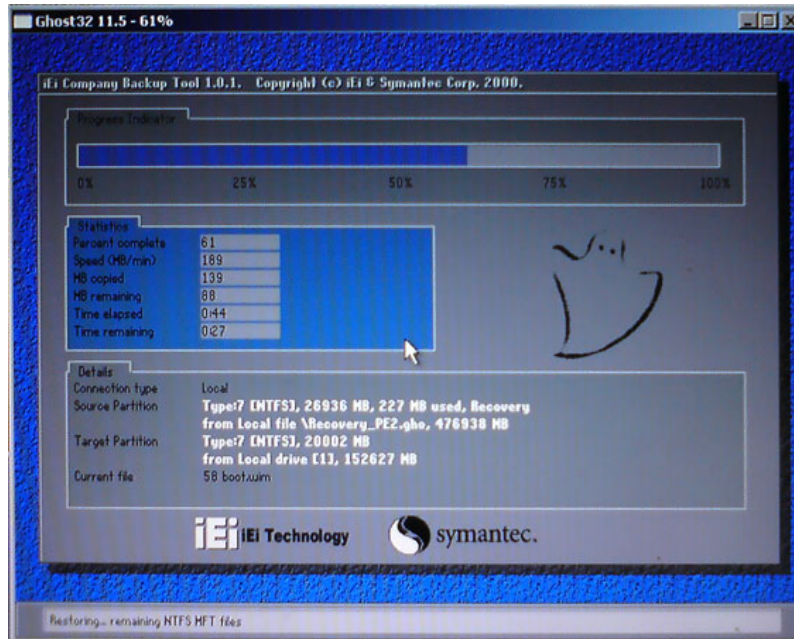 Ghost32 11.5 - 61%
iEi Company Backup Tool 1.0.1. Copyright (c) iEi & Symantec Corp. 2000.
Progress Indicator
0% 25% 50% 75% 100%
Statistics
Percent complete 61
Speed (MB/min) 189
MB copied 139
MB remaining 88
Time elapsed 0:44
Time remaining 0:27
Details
Connection type Local
Source Partition Type:7 [NTFS], 26936 MB, 227 MB used, Recovery
from Local file \Recovery_PE2.gho, 476938 MB
Target Partition Type:7 [NTFS], 20002 MB
from Local drive [1], 152627 MB
Current file 58 boot.wim
iEi iEi Technology symantec.
Restoring... remaining NTFS MFT files